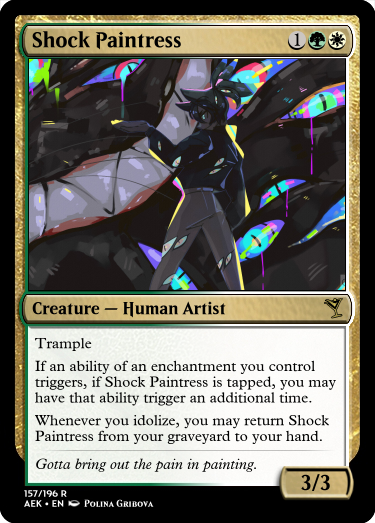 Shock Paintress
1
Creature — Human Artist
Trample
If an ability of an enchantment you control
triggers, if Shock Paintress is tapped, you may
have that ability trigger an additional time.
Whenever you idolize, you may return Shock
Paintress from your graveyard to your hand.
Gotta bring out the pain in painting.
3/3
157/196 R
AEK • EN Polina Gribova